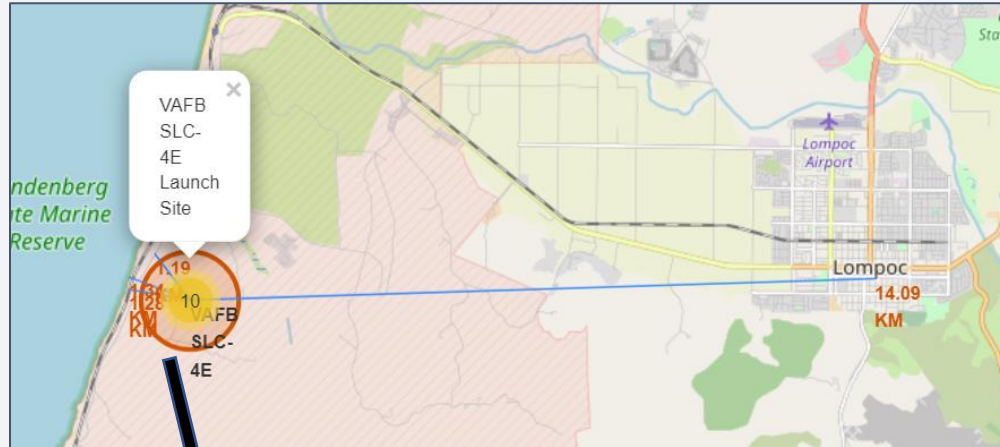 Sta
VAFB
SLC-
4E
Launch
Site
×
Lompoc
Airport
ndenberg
te Marine
Reserve
1.19
10
KM
KM
VAFB
SLC-
4E
Lompoc
14.09
KM